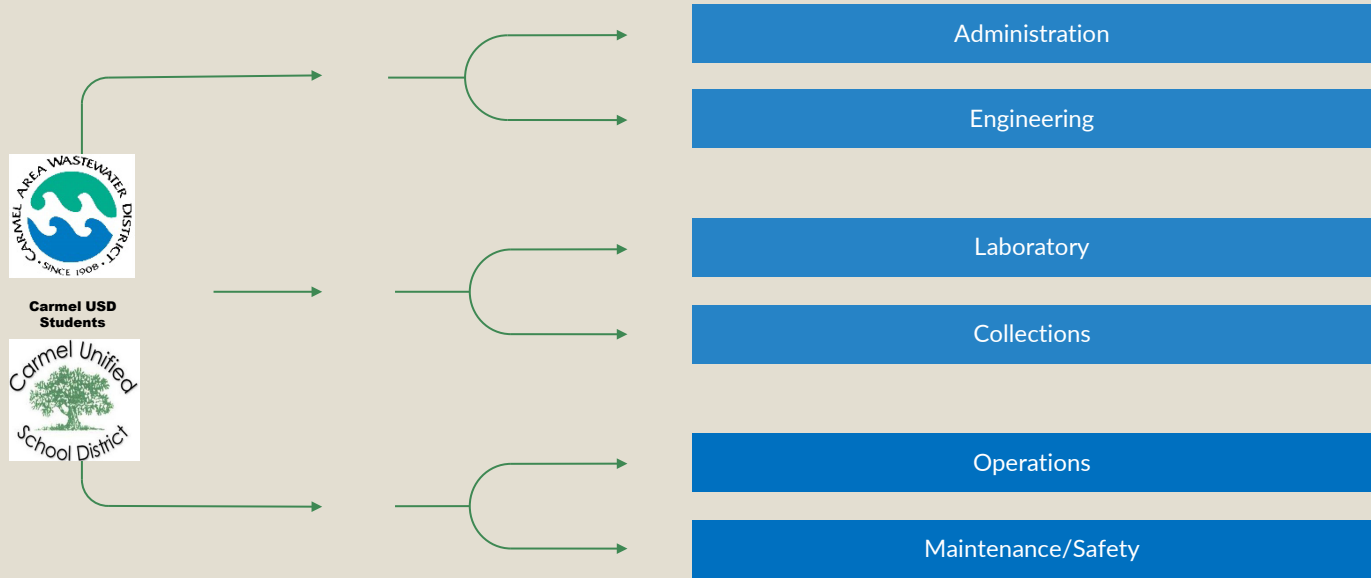 Administration
Engineering
CARMEL AREA WASTEWATER DISTRICT
• SINCE 1908 •
Laboratory
Carmel USD
Students
Collections
Carmel Unified
School District
Operations
Maintenance/Safety